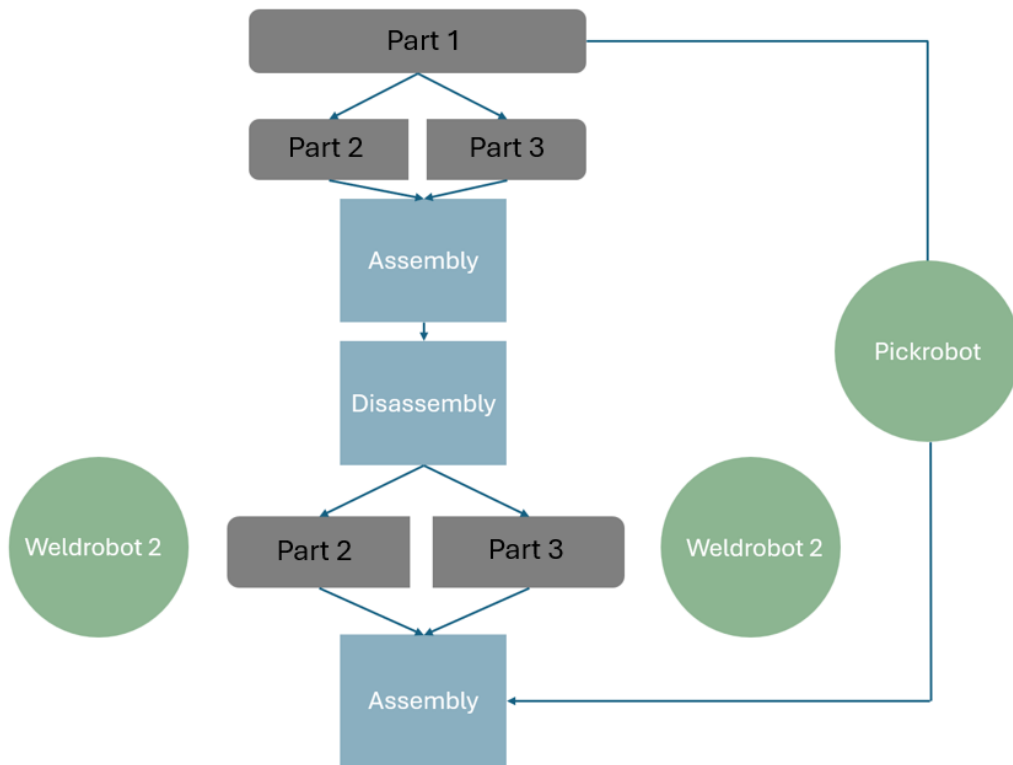 Part 1
Part 2
Part 3
Assembly
Pickrobot
Disassembly
Weldrobot 2
Part 2
Part 3
Weldrobot 2
Assembly